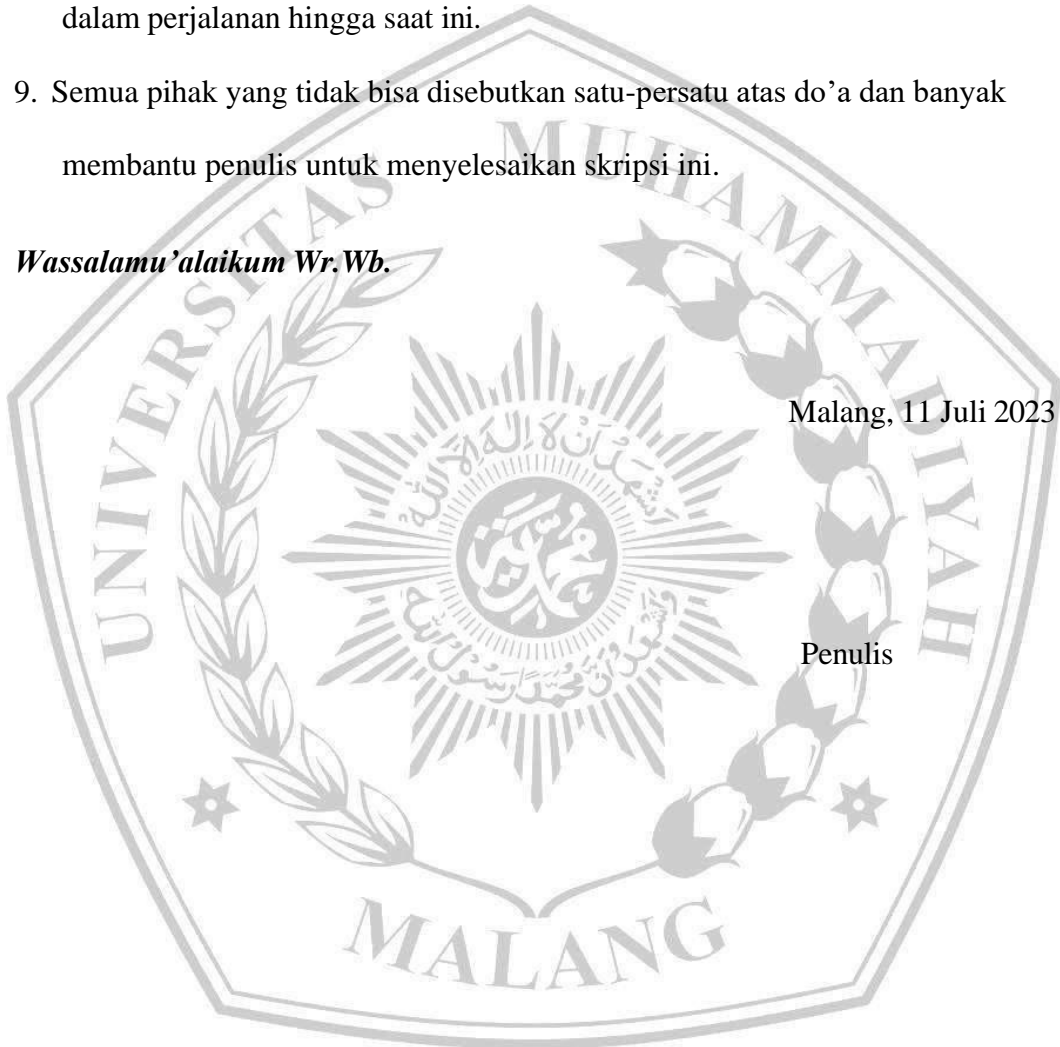 dalam perjalanan hingga saat ini.
9. Semua pihak yang tidak bisa disebutkan satu-persatu atas do’a dan banyak
membantu penulis untuk menyelesaikan skripsi ini.
Wassalamu’alaikum Wr.Wb.
Malang, 11 Juli 2023
Penulis
UNIVERSITAS MUHAMMADIYAH
MALANG